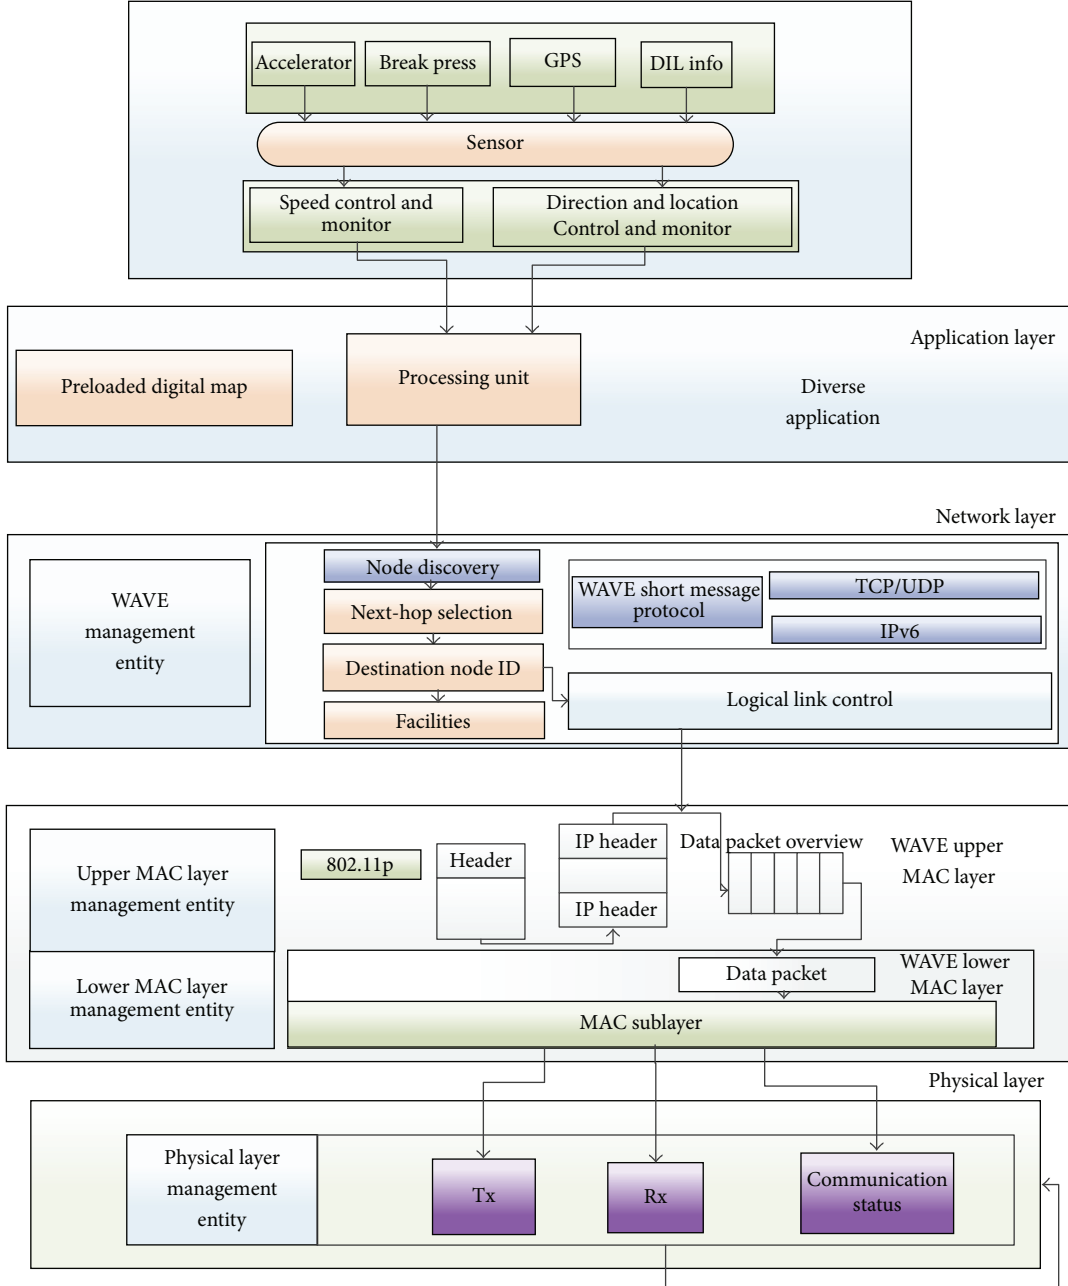 Accelerator
Break press
GPS
DIL info
Sensor
Speed control and
monitor
Direction and location
Control and monitor
Application layer
Preloaded digital map
Processing unit
Diverse
application
Network layer
WAVE
management
entity
Node discovery
Next-hop selection
Destination node ID
Facilities
WAVE short message
protocol
TCP/UDP
IPv6
Logical link control
Upper MAC layer
management entity
802.11p
Header
IP header
IP header
Data packet overview
WAVE upper
MAC layer
Lower MAC layer
management entity
Data packet
WAVE lower
MAC layer
MAC sublayer
Physical layer
Physical layer
management
entity
Tx
Rx
Communication
status